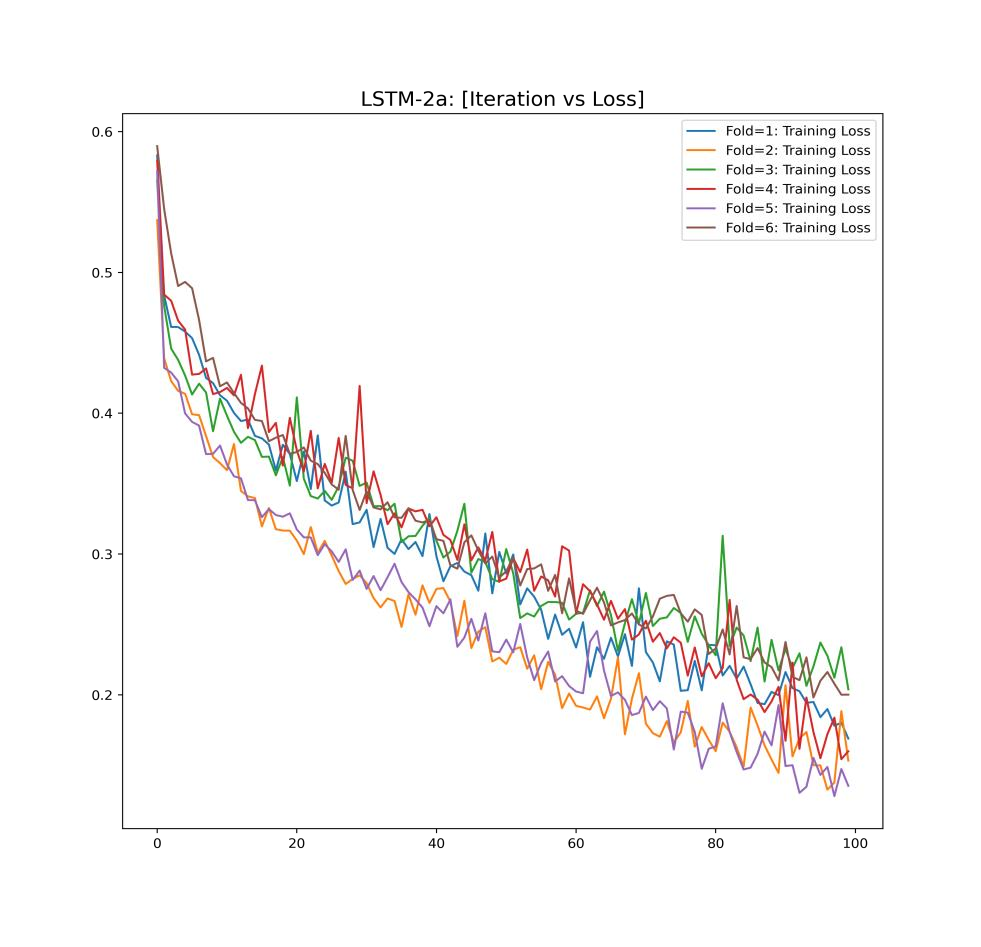 LSTM-2a: [Iteration vs Loss]
0.6
0.5
0.4
0.3
0.2
Fold=1: Training Loss
Fold=2: Training Loss
Fold=3: Training Loss
Fold=4: Training Loss
Fold=5: Training Loss
Fold=6: Training Loss
0 20 40 60 80 100